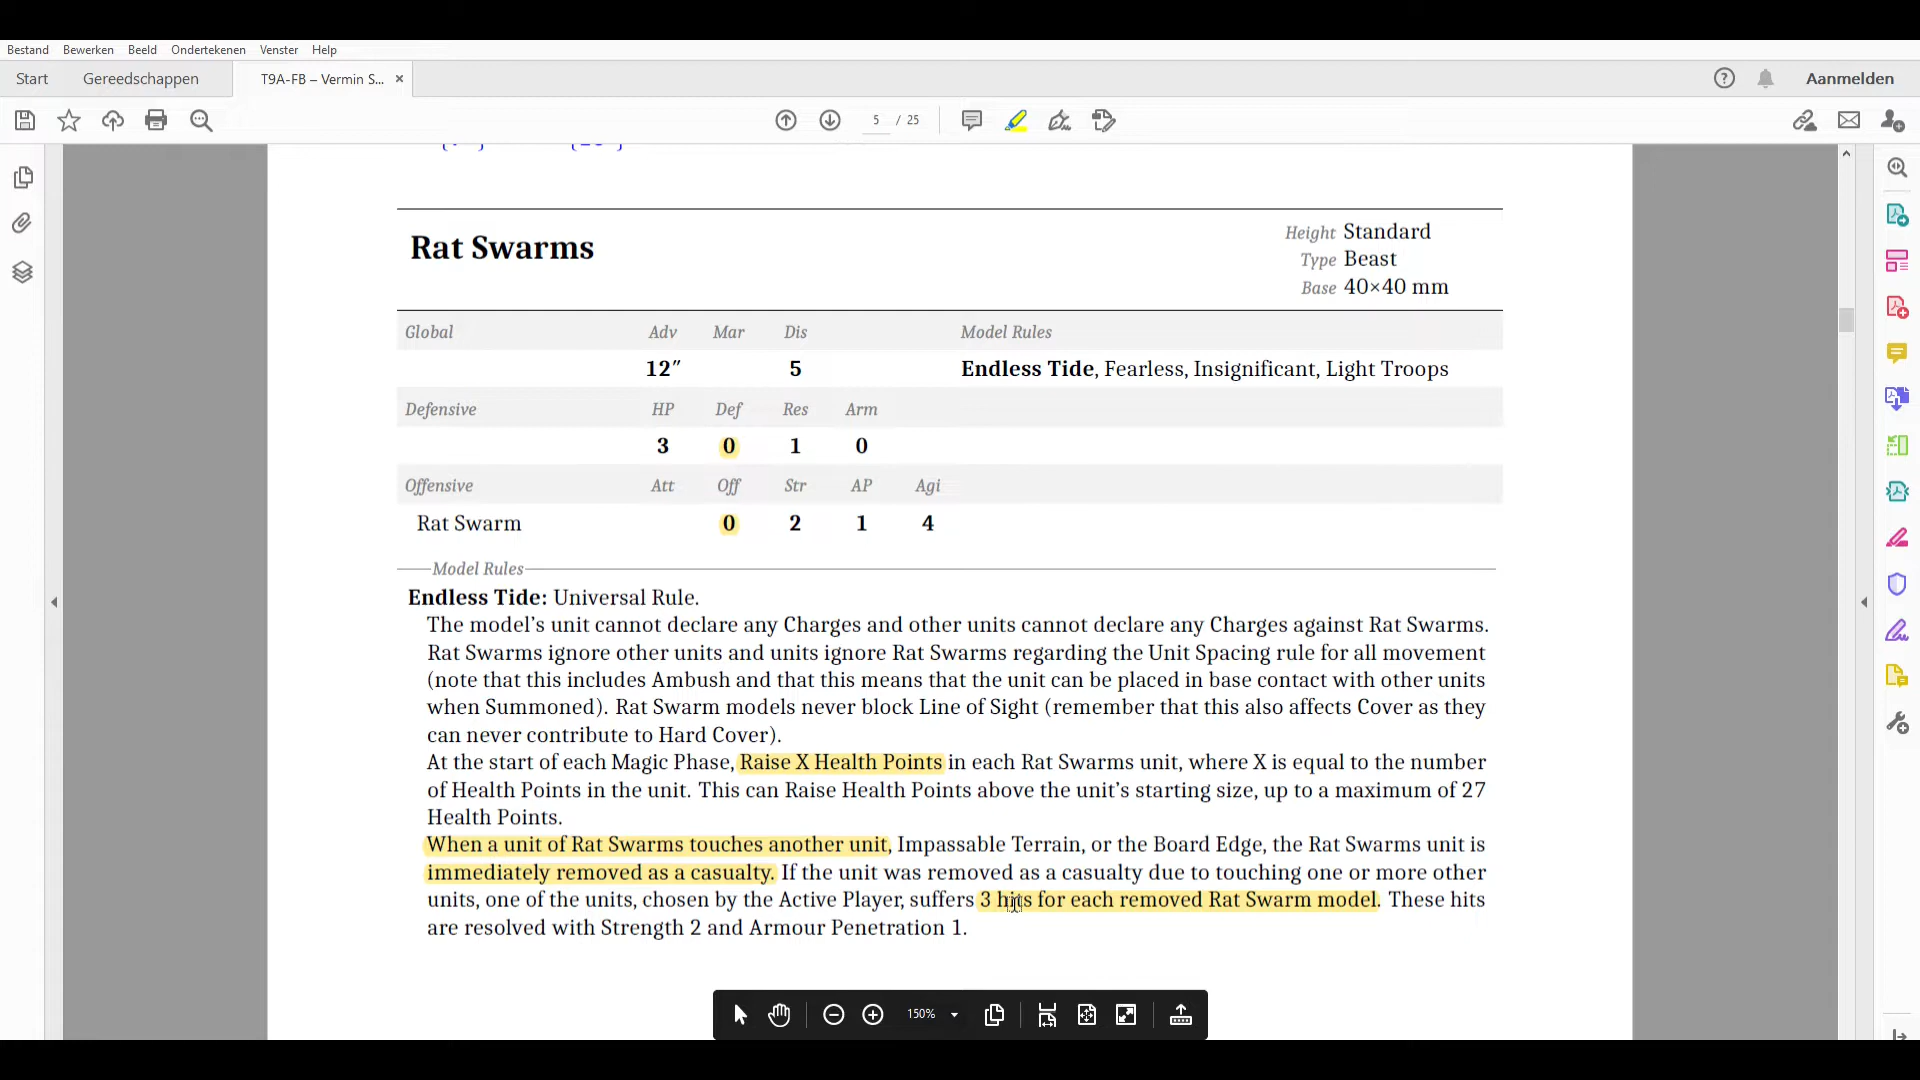 Bestand Bewerken Beeld Ondertekenen Venster Help
Start Gereedschappen T9A-FB – Vermin S... × Aanmelden
5 / 25
Rat Swarms
Height Standard
Type Beast
Base 40×40 mm
Global Adv Mar Dis Model Rules
12″ 5 Endless Tide, Fearless, Insignificant, Light Troops
Defensive HP Def Res Arm
3 0 1 0
Offensive Att Off Str AP Agi
Rat Swarm 0 2 1 4
Model Rules
Endless Tide: Universal Rule.
The model’s unit cannot declare any Charges and other units cannot declare any Charges against Rat Swarms.
Rat Swarms ignore other units and units ignore Rat Swarms regarding the Unit Spacing rule for all movement
(note that this includes Ambush and that this means that the unit can be placed in base contact with other units
when Summoned). Rat Swarm models never block Line of Sight (remember that this also affects Cover as they
can never contribute to Hard Cover).
At the start of each Magic Phase, Raise X Health Points in each Rat Swarms unit, where X is equal to the number
of Health Points in the unit. This can Raise Health Points above the unit’s starting size, up to a maximum of 27
Health Points.
When a unit of Rat Swarms touches another unit, Impassable Terrain, or the Board Edge, the Rat Swarms unit is
immediately removed as a casualty. If the unit was removed as a casualty due to touching one or more other
units, one of the units, chosen by the Active Player, suffers 3 hits for each removed Rat Swarm model. These hits
are resolved with Strength 2 and Armour Penetration 1.
150%